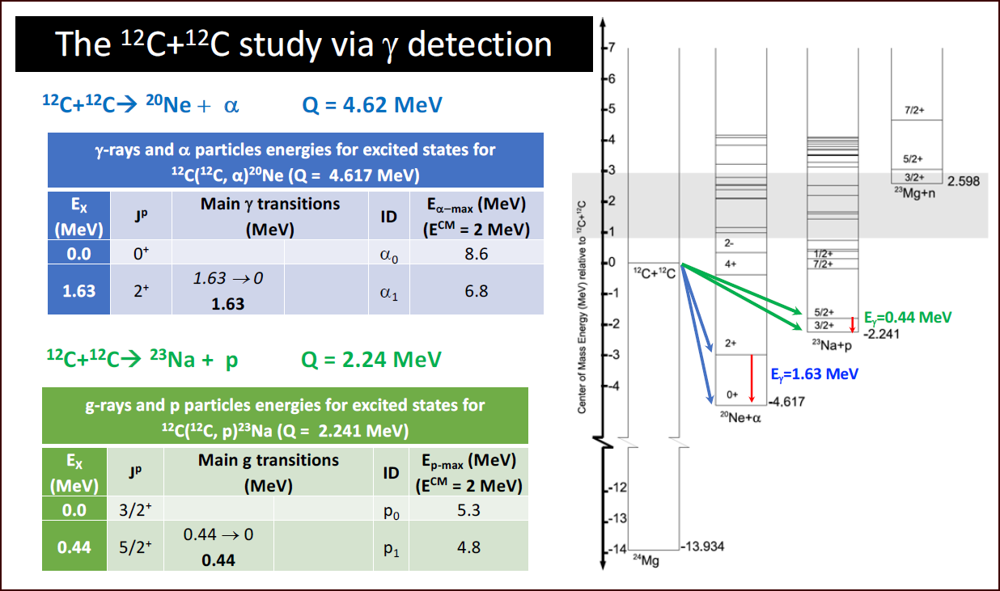 The ¹²C+¹²C study via γ detection
¹²C+¹²C→ ²⁰Ne + α Q = 4.62 MeV
γ-rays and α particles energies for excited states for
¹²C(¹²C, α)²⁰Ne (Q = 4.617 MeV)
Eₓ (MeV) Jᵖ Main γ transitions (MeV) ID Eα−max (MeV) (Eᶜᴹ = 2 MeV)
0.0 0⁺ α₀ 8.6
1.63 2⁺ 1.63 → 0 1.63 α₁ 6.8
¹²C+¹²C→ ²³Na + p Q = 2.24 MeV
g-rays and p particles energies for excited states for
¹²C(¹²C, p)²³Na (Q = 2.241 MeV)
Eₓ (MeV) Jᵖ Main g transitions (MeV) ID Eₚ₋ₘₐₓ (MeV) (Eᶜᴹ = 2 MeV)
0.0 3/2⁺ p₀ 5.3
0.44 5/2⁺ 0.44 → 0 0.44 p₁ 4.8
Center of Mass Energy (MeV) relative to ¹²C+¹²C
7
6
5
4
3
2
1
0
-1
-2
-3
-4
-12
-13
-14
¹²C+¹²C
-13.934
²⁴Mg
2-
4+
2+
0+
-4.617
²⁰Ne+α
Eγ=1.63 MeV
1/2+
7/2+
5/2+
3/2+
-2.241
²³Na+p
Eγ=0.44 MeV
7/2+
5/2+
3/2+
2.598
²³Mg+n